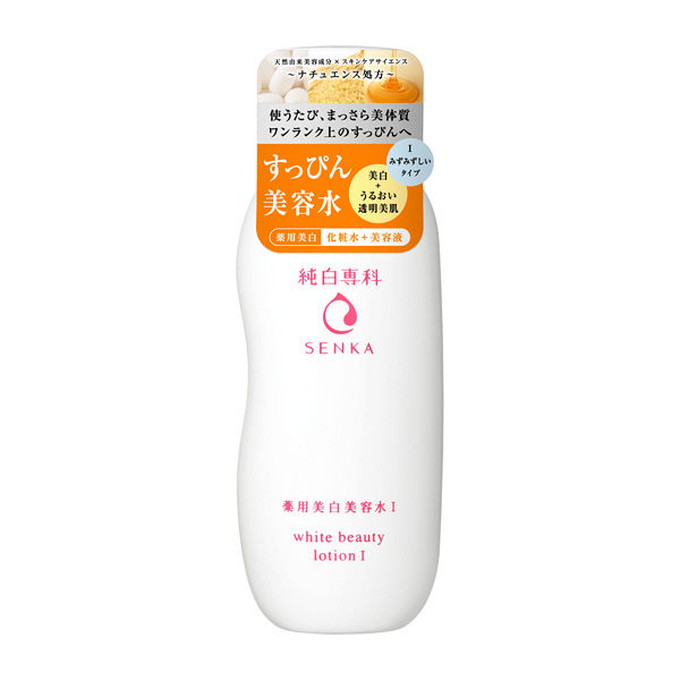 天然由来美容成分×スキンケアサイエンス
～ナチュエンス処方～
使うたび、まっさら美体質
ワンランク上のすっぴんへ
すっぴん
美容水
I
みずみずしい
タイプ
美白
+
うるおい
透明美肌
薬用美白 化粧水+美容液
純白専科
SENKA
薬用美白美容水 I
white beauty
lotion I